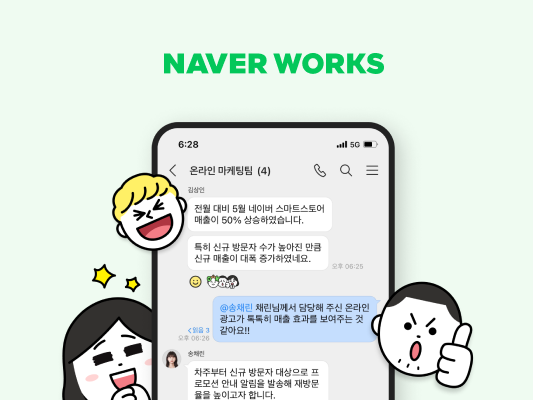 NAVER WORKS
6:28
5G
온라인 마케팅팀 (4)
김상인
전월 대비 5월 네이버 스마트스토어
매출이 50% 상승하였습니다.
특히 신규 방문자 수가 높아진 만큼
신규 매출이 대폭 증가하였네요.
오후 06:25
@송채린 채린님께서 담당해 주신 온라인
광고가 톡톡히 매출 효과를 보여주는 것
같아요!!
읽음 3
오후 06:26
송채린
차주부터 신규 방문자 대상으로 프
로모션 안내 알림을 발송해 재방문
율을 높이고자 합니다.